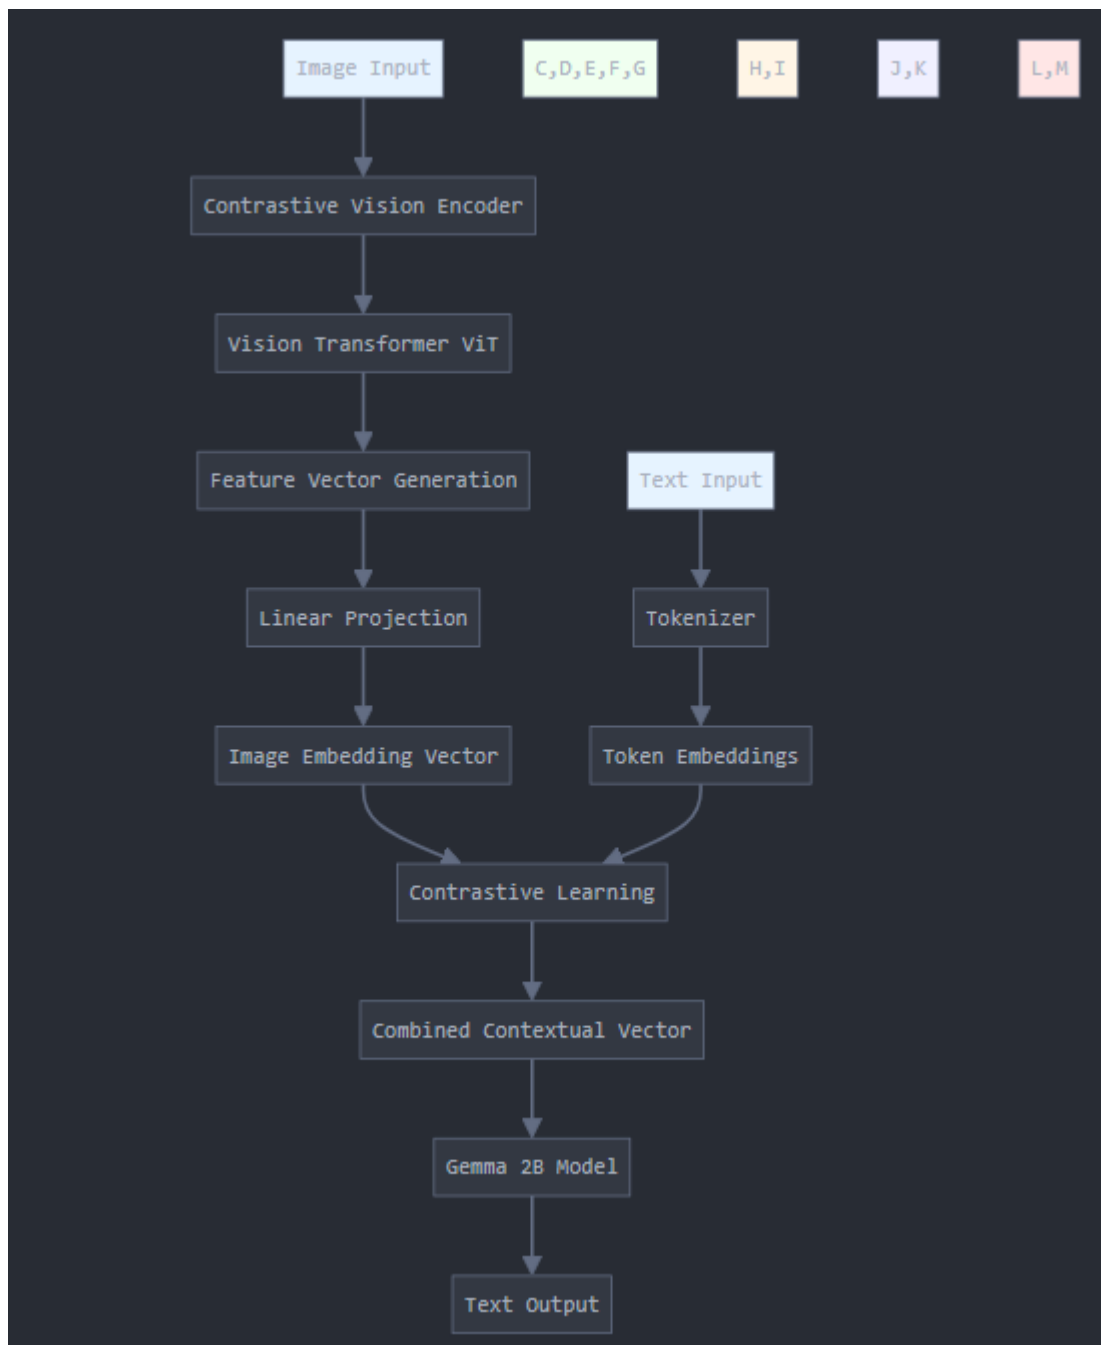 Image Input
C,D,E,F,G
H,I
J,K
L,M
Contrastive Vision Encoder
Vision Transformer ViT
Feature Vector Generation
Text Input
Linear Projection
Tokenizer
Image Embedding Vector
Token Embeddings
Contrastive Learning
Combined Contextual Vector
Gemma 2B Model
Text Output